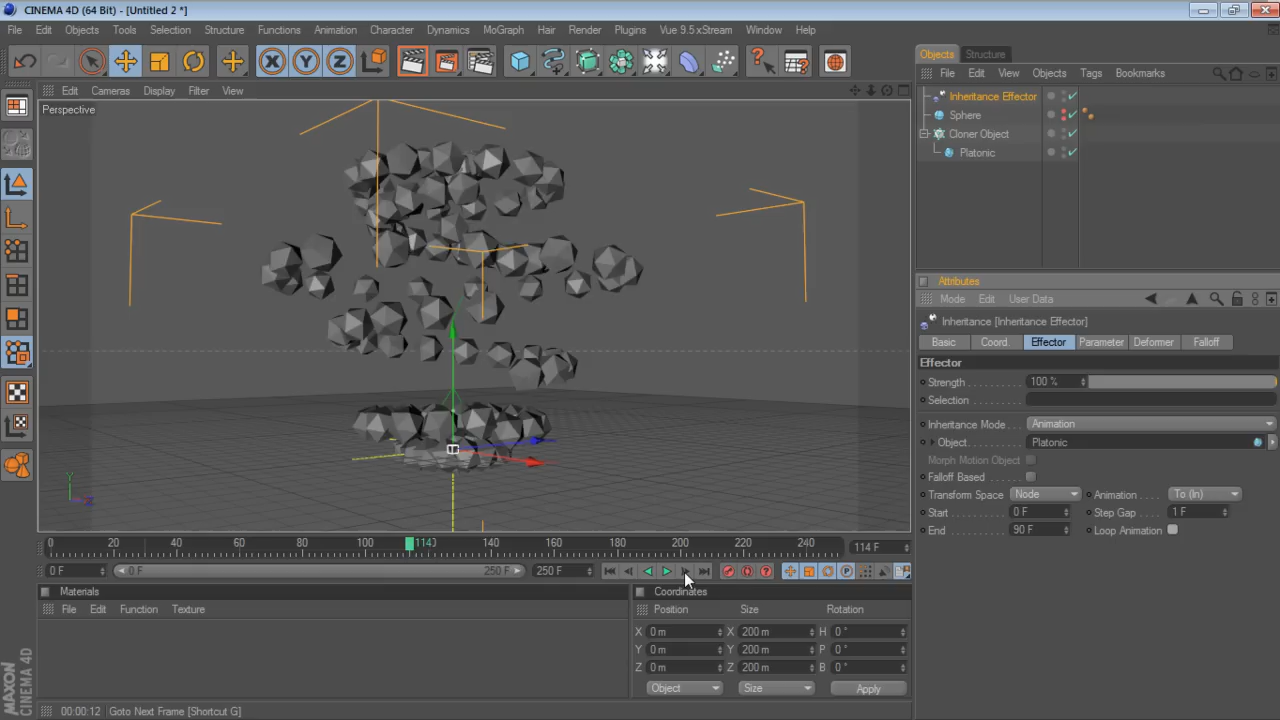 CINEMA 4D (64 Bit) - [Untitled 2 *]
File Edit Objects Tools Selection Structure Functions Animation Character Dynamics MoGraph Hair Render Plugins Vue 9.5 xStream Window Help
X Y Z
Edit Cameras Display Filter View
Perspective
Y
Z
0 20 40 60 80 100 114 140 160 180 200 220 240 114 F
0 F 0 F 250 F 250 F
Materials
File Edit Function Texture
Coordinates
Position Size Rotation
X 0 m X 200 m H 0 °
Y 0 m Y 200 m P 0 °
Z 0 m Z 200 m B 0 °
Object Size Apply
MAXON
CINEMA 4D
00:00:12 Goto Next Frame [Shortcut G]
Objects Structure
File Edit View Objects Tags Bookmarks
Inheritance Effector
Sphere
Cloner Object
Platonic
Attributes
Mode Edit User Data
Inheritance [Inheritance Effector]
Basic Coord. Effector Parameter Deformer Falloff
Effector
Strength 100 %
Selection
Inheritance Mode Animation
Object Platonic
Morph Motion Object
Falloff Based
Transform Space Node Animation To (In)
Start 0 F Step Gap 1 F
End 90 F Loop Animation